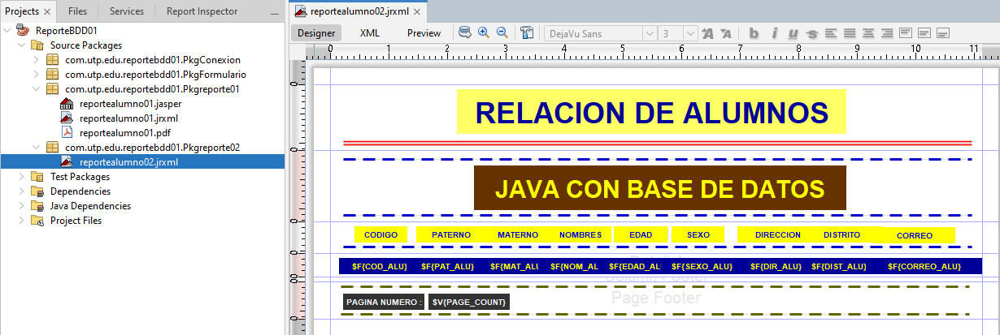 Projects Files Services Report Inspector
reportealumno02.jrxml
ReporteBDD01
Source Packages
com.utp.edu.reportebdd01.PkgConexion
com.utp.edu.reportebdd01.PkgFormulario
com.utp.edu.reportebdd01.Pkgreporte01
reportealumno01.jasper
reportealumno01.jrxml
reportealumno01.pdf
com.utp.edu.reportebdd01.Pkgreporte02
reportealumno02.jrxml
Test Packages
Dependencies
Java Dependencies
Project Files
Designer XML Preview DejaVu Sans 3 b i u s
0 1 2 3 4 5 6 7 8 9 10 11
RELACION DE ALUMNOS
JAVA CON BASE DE DATOS
CODIGO PATERNO MATERNO NOMBRES EDAD SEXO DIRECCION DISTRITO CORREO
$F{COD_ALU} $F{PAT_ALU} $F{MAT_ALU $F{NOM_AL $F{EDAD_ALU $F{SEXO_ALU} $F{DIR_ALU} $F{DIST_ALU} $F{CORREO_ALU}
Column Footer
Page Footer
PAGINA NUMERO : $V{PAGE_COUNT}